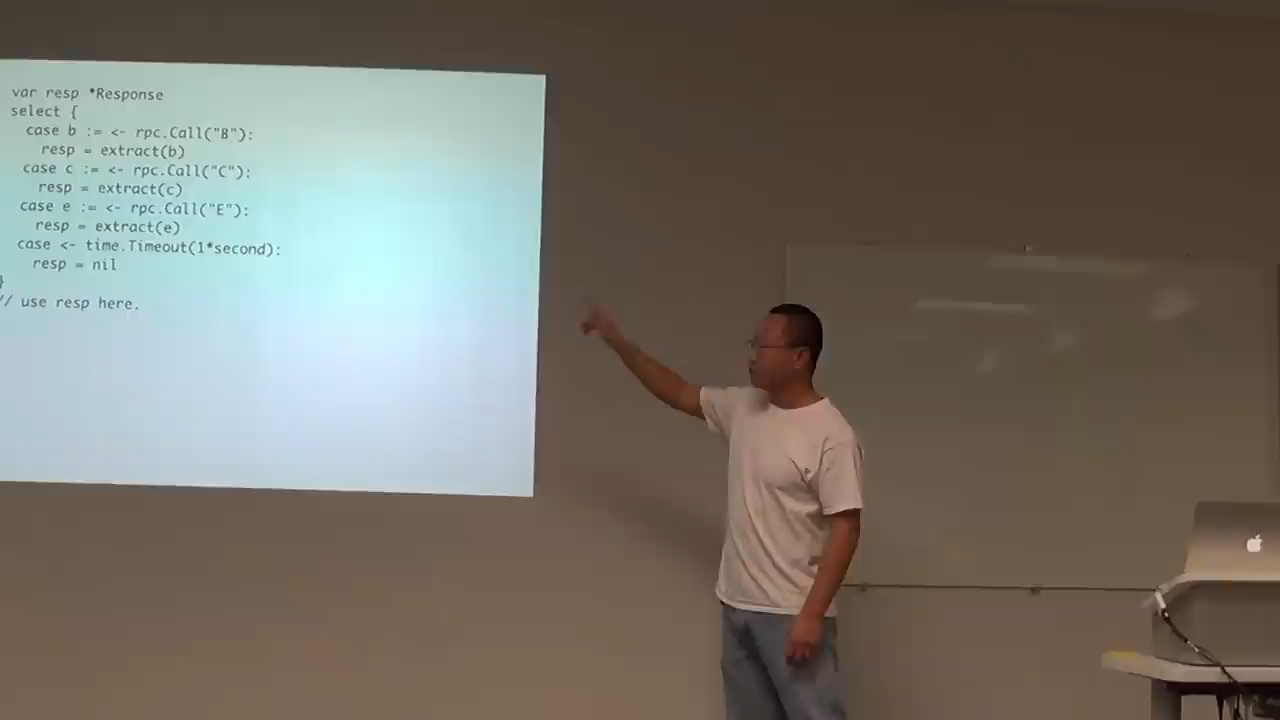 var resp *Response
select {
case b := <- rpc.Call("B"):
resp = extract(b)
case c := <- rpc.Call("C"):
resp = extract(c)
case e := <- rpc.Call("E"):
resp = extract(e)
case <- time.Timeout(1*second):
resp = nil
}
// use resp here.